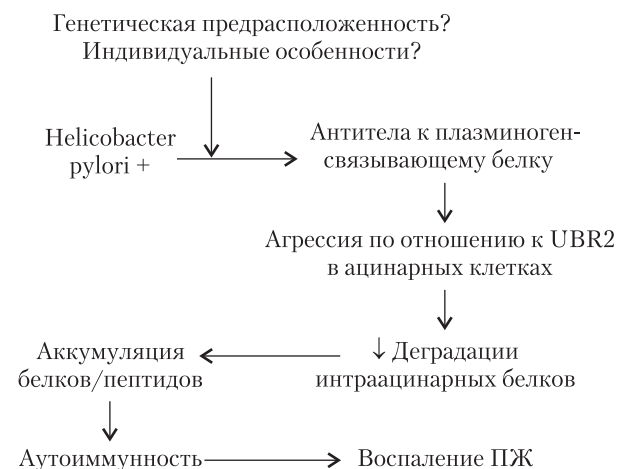 Генетическая предрасположенность?
Индивидуальные особенности?
Helicobacter
pylori +
Антитела к плазминоген-
связывающему белку
Агрессия по отношению к UBR2
в ацинарных клетках
↓ Деградации
интраацинарных белков
Аккумуляция
белков/пептидов
Аутоиммунность
Воспаление ПЖ